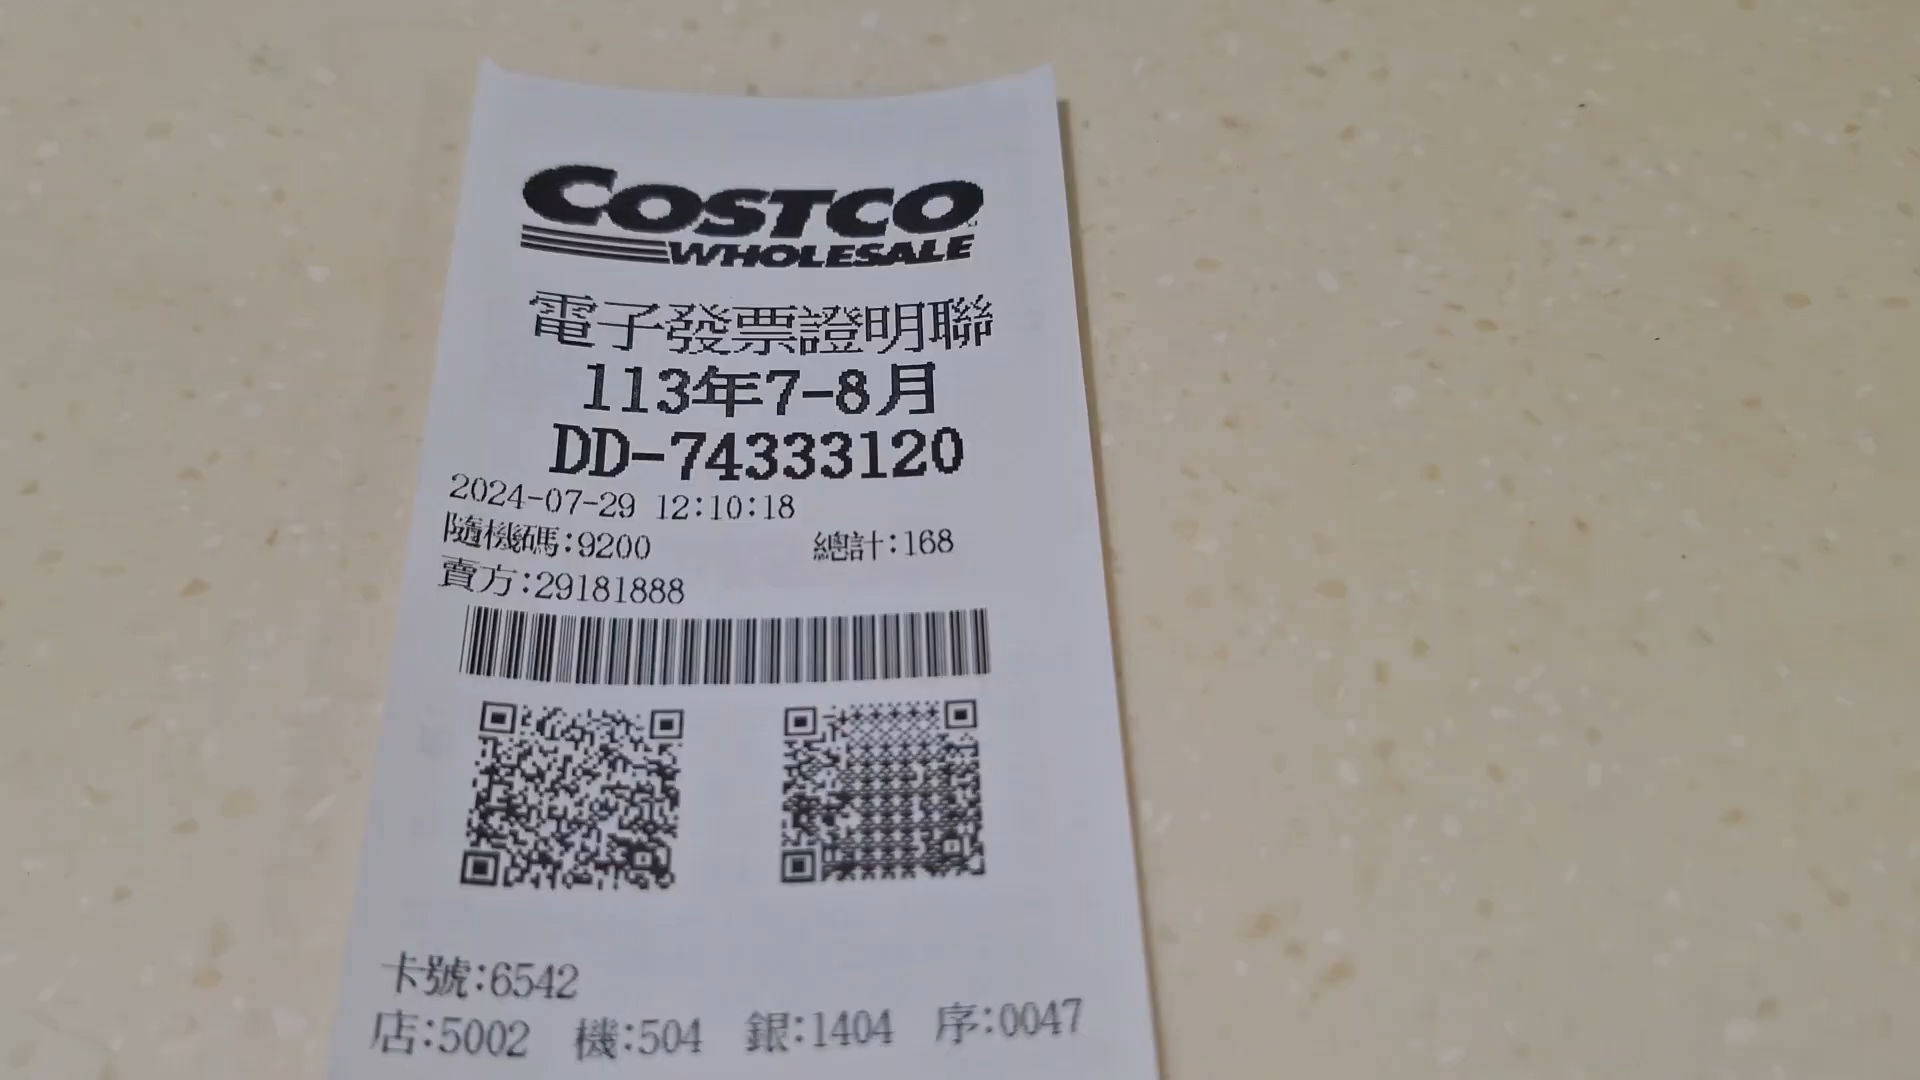 COSTCO
WHOLESALE
電子發票證明聯
113年7-8月
DD-74333120
2024-07-29 12:10:18
隨機碼:9200 總計:168
賣方:29181888
卡號:6542
店:5002 機:504 銀:1404 序:0047